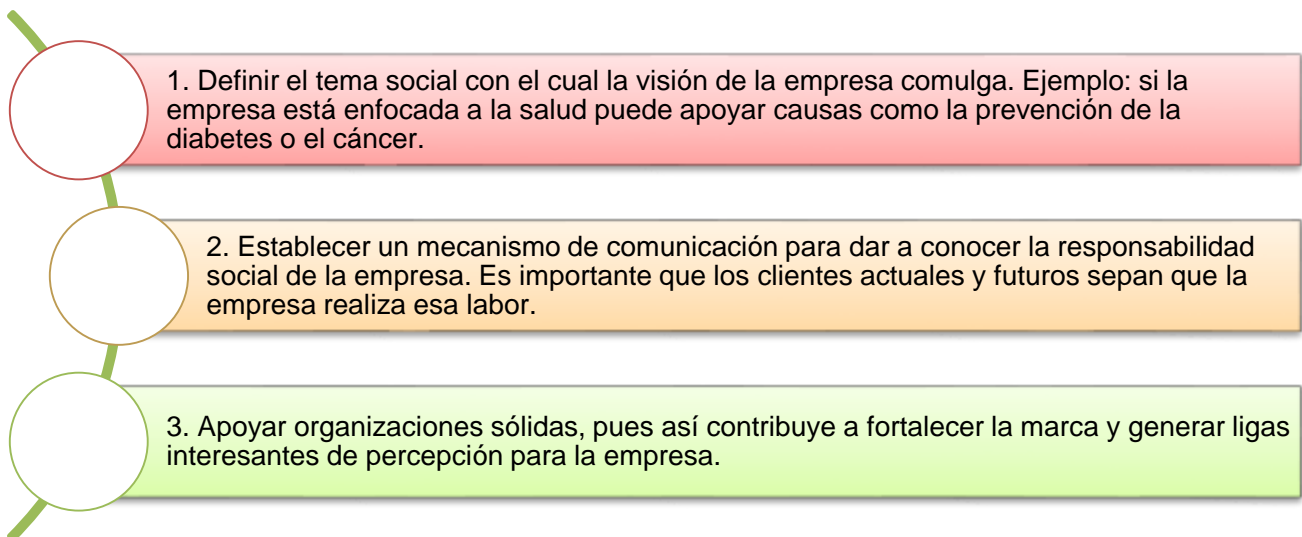 1. Definir el tema social con el cual la visión de la empresa comulga. Ejemplo: si la
empresa está enfocada a la salud puede apoyar causas como la prevención de la
diabetes o el cáncer.
2. Establecer un mecanismo de comunicación para dar a conocer la responsabilidad
social de la empresa. Es importante que los clientes actuales y futuros sepan que la
empresa realiza esa labor.
3. Apoyar organizaciones sólidas, pues así contribuye a fortalecer la marca y generar ligas
interesantes de percepción para la empresa.